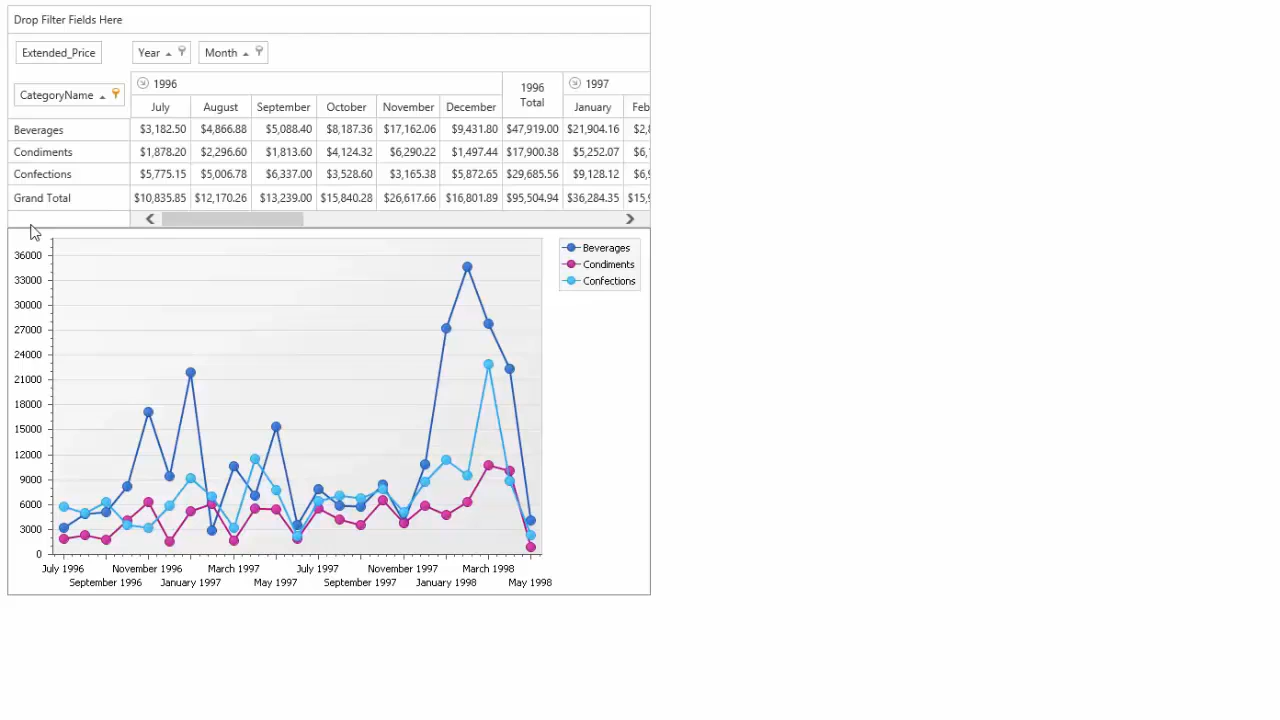 Drop Filter Fields Here
Extended_Price Year Month
CategoryName 1996 1996 Total 1997
July August September October November December January Feb
Beverages $3,182.50 $4,866.88 $5,088.40 $8,187.36 $17,162.06 $9,431.80 $47,919.00 $21,904.16 $2,8
Condiments $1,878.20 $2,296.60 $1,813.60 $4,124.32 $6,290.22 $1,497.44 $17,900.38 $5,252.07 $6,
Confections $5,775.15 $5,006.78 $6,337.00 $3,528.60 $3,165.38 $5,872.65 $29,685.56 $9,128.12 $6,9
Grand Total $10,835.85 $12,170.26 $13,239.00 $15,840.28 $26,617.66 $16,801.89 $95,504.94 $36,284.35 $15,9
36000
33000
30000
27000
24000
21000
18000
15000
12000
9000
6000
3000
0
Beverages
Condiments
Confections
July 1996 November 1996 March 1997 July 1997 November 1997 March 1998
September 1996 January 1997 May 1997 September 1997 January 1998 May 1998